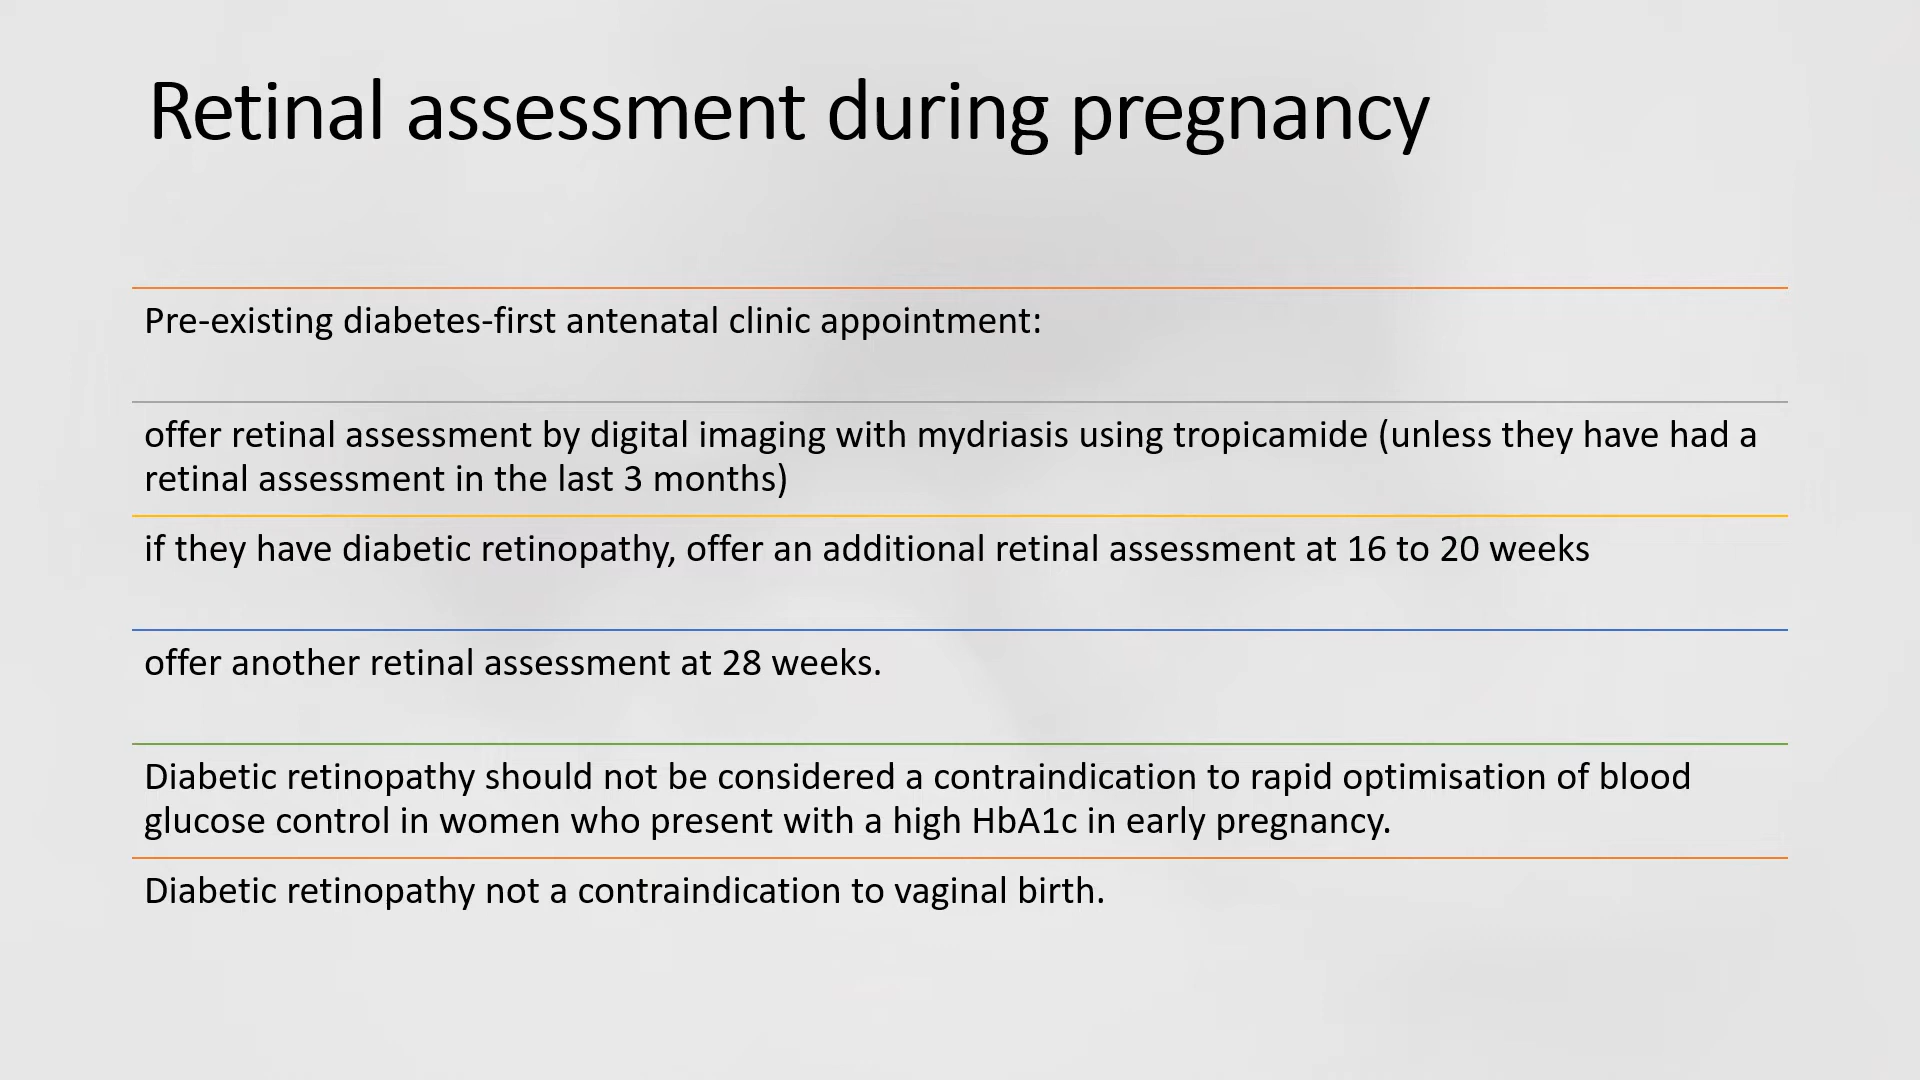 Retinal assessment during pregnancy
Pre-existing diabetes-first antenatal clinic appointment:
offer retinal assessment by digital imaging with mydriasis using tropicamide (unless they have had a
retinal assessment in the last 3 months)
if they have diabetic retinopathy, offer an additional retinal assessment at 16 to 20 weeks
offer another retinal assessment at 28 weeks.
Diabetic retinopathy should not be considered a contraindication to rapid optimisation of blood
glucose control in women who present with a high HbA1c in early pregnancy.
Diabetic retinopathy not a contraindication to vaginal birth.